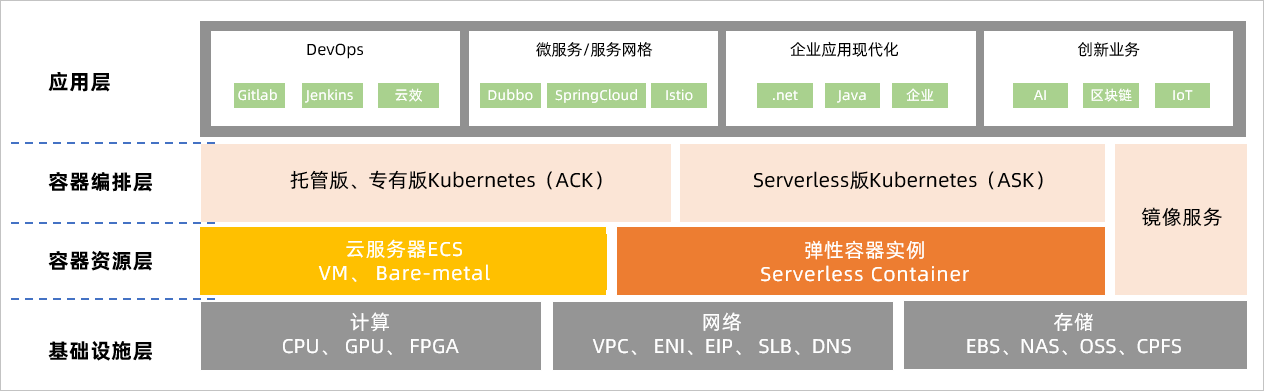 应用层
DevOps
Gitlab
Jenkins
云效
微服务/服务网格
Dubbo
SpringCloud
Istio
企业应用现代化
.net
Java
企业
创新业务
AI
区块链
IoT
容器编排层
托管版、专有版Kubernetes（ACK）
Serverless版Kubernetes（ASK）
镜像服务
容器资源层
云服务器ECS
VM、Bare-metal
弹性容器实例
Serverless Container
基础设施层
计算
CPU、GPU、FPGA
网络
VPC、ENI、EIP、SLB、DNS
存储
EBS、NAS、OSS、CPFS